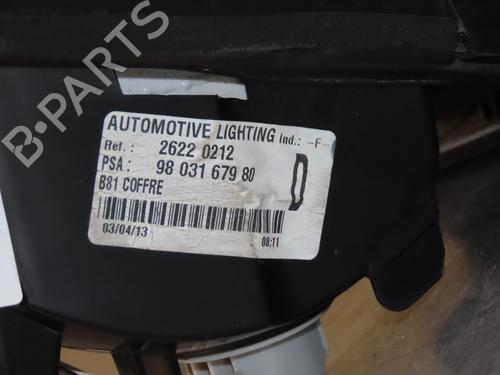 B-PARTS
AUTOMOTIVE LIGHTING Ind.: -F-
Ref.: 2622 0212
PSA: 98 031 679 80
B81 COFFRE
D
03/04/13 08:11